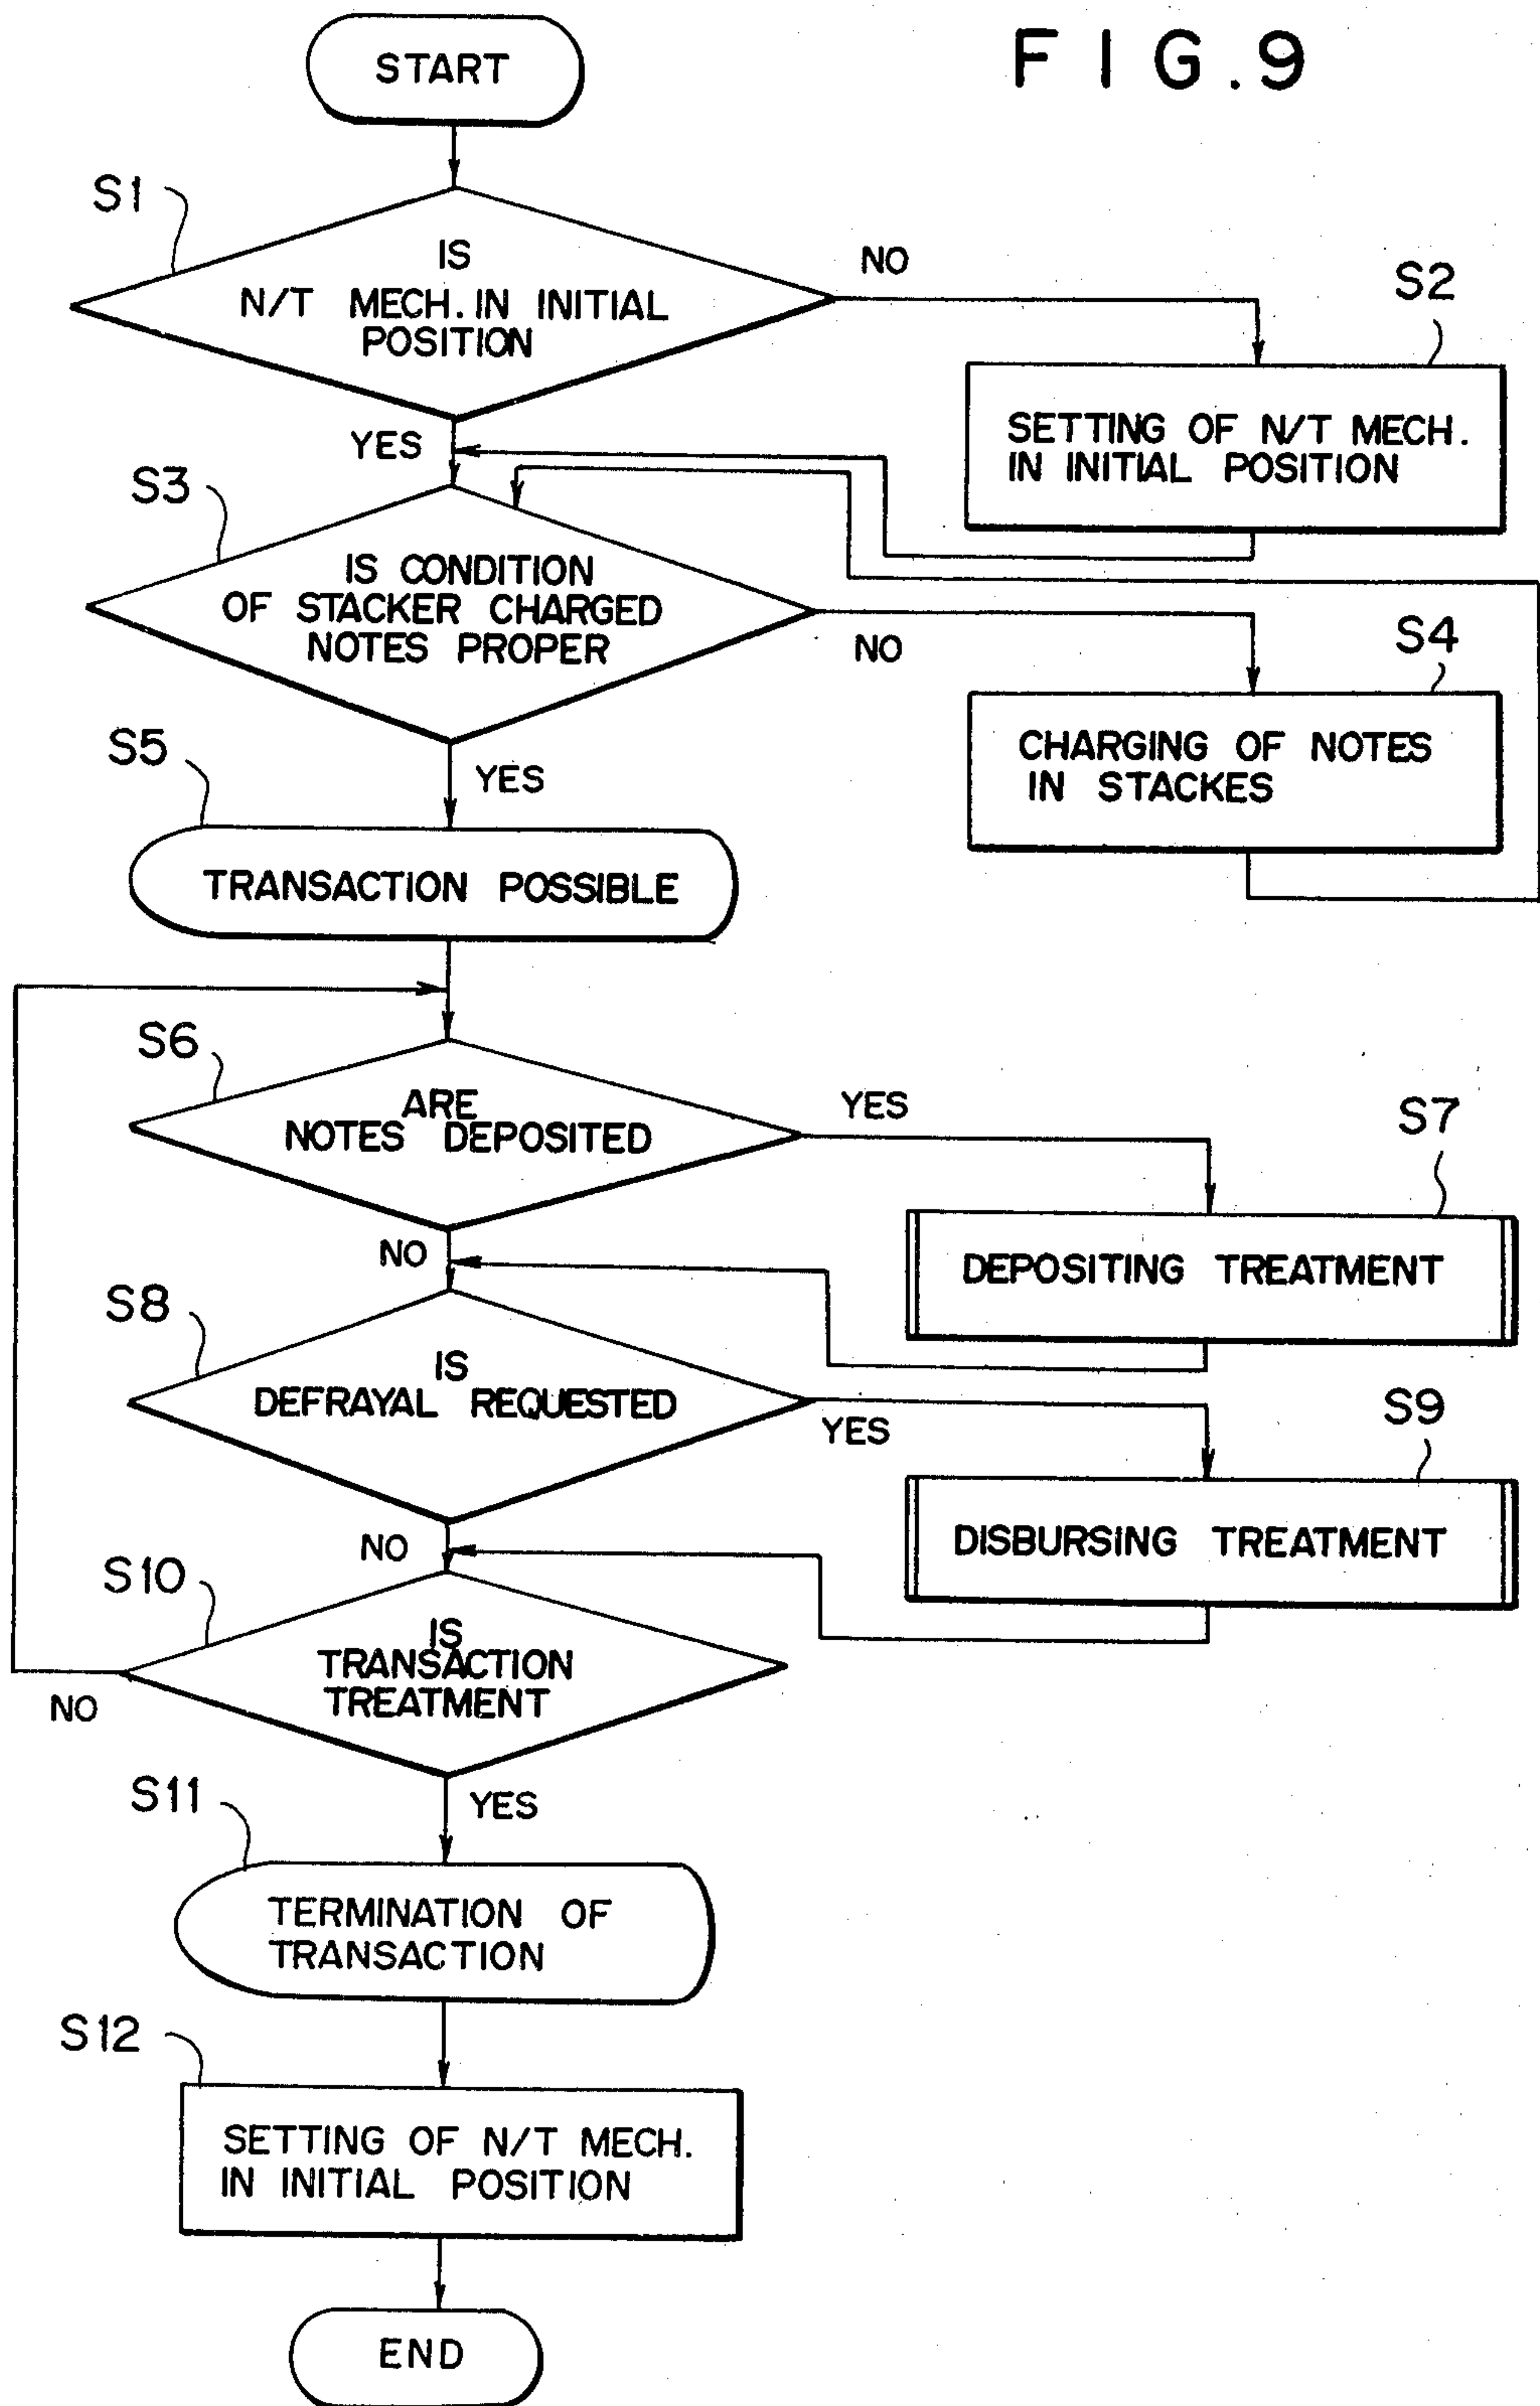 FIG.9
START
S1
IS
N/T MECH. IN INITIAL
POSITION
NO
S2
SETTING OF N/T MECH.
IN INITIAL POSITION
YES
S3
IS CONDITION
OF STACKER CHARGED
NOTES PROPER
NO
S4
CHARGING OF NOTES
IN STACKES
YES
S5
TRANSACTION POSSIBLE
S6
ARE
NOTES DEPOSITED
YES
S7
DEPOSITING TREATMENT
NO
S8
IS
DEFRAYAL REQUESTED
YES
S9
DISBURSING TREATMENT
NO
S10
IS
TRANSACTION
TREATMENT
NO
YES
S11
TERMINATION OF
TRANSACTION
S12
SETTING OF N/T MECH.
IN INITIAL POSITION
END